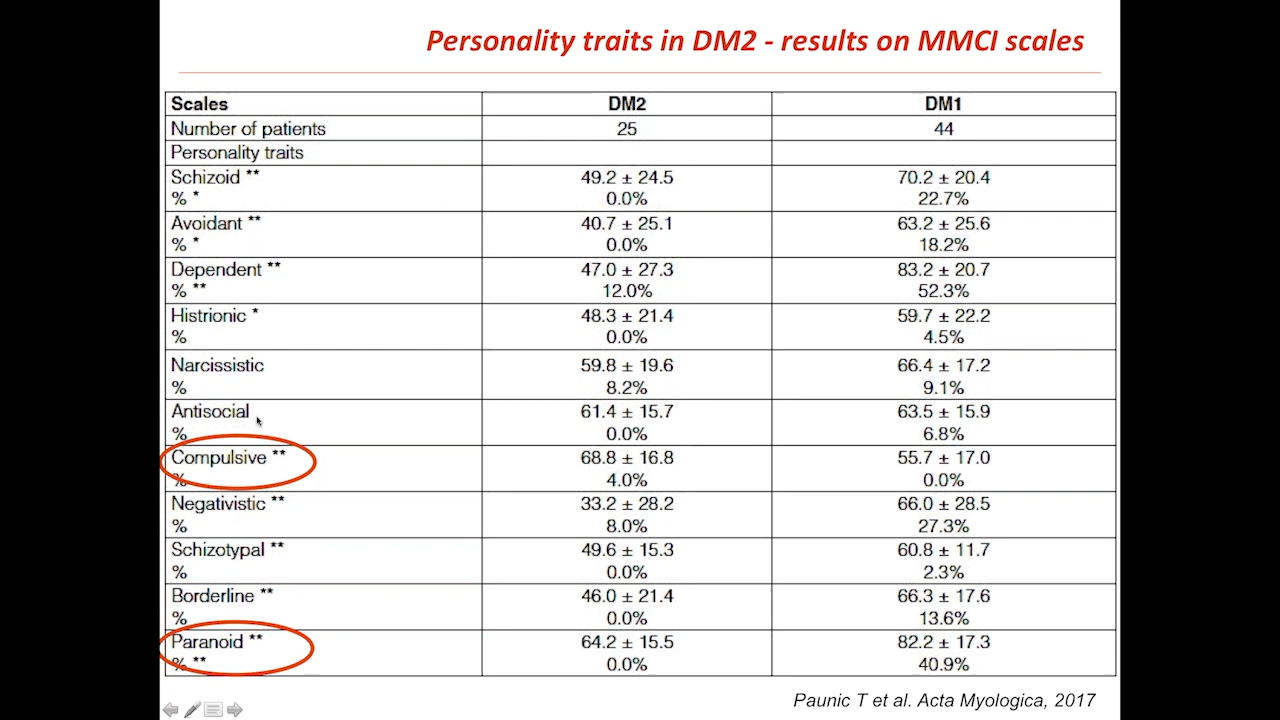 Personality traits in DM2 - results on MMCI scales
Scales DM2 DM1
Number of patients 25 44
Personality traits
Schizoid ** 49.2 ± 24.5 70.2 ± 20.4
% * 0.0% 22.7%
Avoidant ** 40.7 ± 25.1 63.2 ± 25.6
% * 0.0% 18.2%
Dependent ** 47.0 ± 27.3 83.2 ± 20.7
% ** 12.0% 52.3%
Histrionic * 48.3 ± 21.4 59.7 ± 22.2
% 0.0% 4.5%
Narcissistic 59.8 ± 19.6 66.4 ± 17.2
% 8.2% 9.1%
Antisocial 61.4 ± 15.7 63.5 ± 15.9
% 0.0% 6.8%
Compulsive ** 68.8 ± 16.8 55.7 ± 17.0
% 4.0% 0.0%
Negativistic ** 33.2 ± 28.2 66.0 ± 28.5
% 8.0% 27.3%
Schizotypal ** 49.6 ± 15.3 60.8 ± 11.7
% 0.0% 2.3%
Borderline ** 46.0 ± 21.4 66.3 ± 17.6
% 0.0% 13.6%
Paranoid ** 64.2 ± 15.5 82.2 ± 17.3
% ** 0.0% 40.9%
Paunic T et al. Acta Myologica, 2017